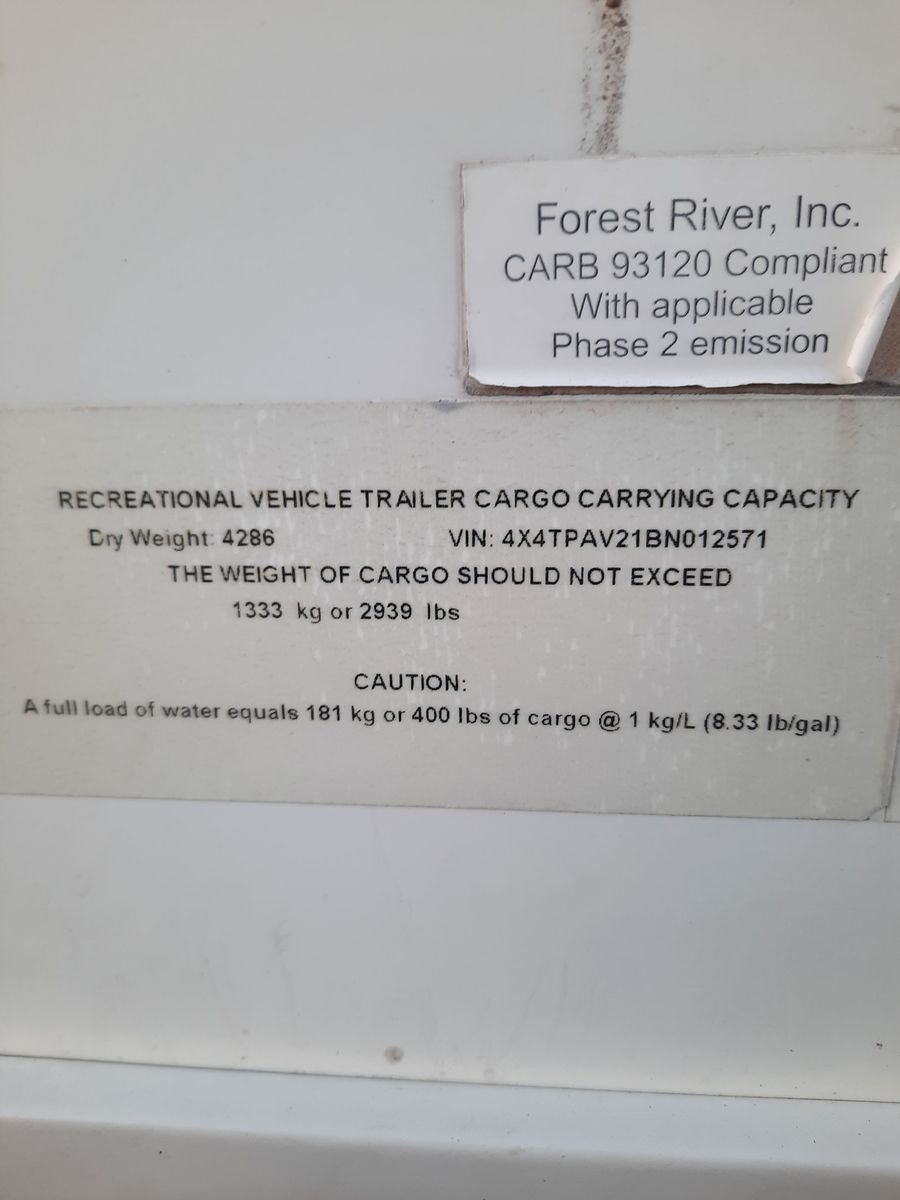 Forest River, Inc.
CARB 93120 Compliant
With applicable
Phase 2 emission
RECREATIONAL VEHICLE TRAILER CARGO CARRYING CAPACITY
Dry Weight: 4286 VIN: 4X4TPAV21BN012571
THE WEIGHT OF CARGO SHOULD NOT EXCEED
1333 kg or 2939 lbs
CAUTION:
A full load of water equals 181 kg or 400 lbs of cargo @ 1 kg/L (8.33 lb/gal)